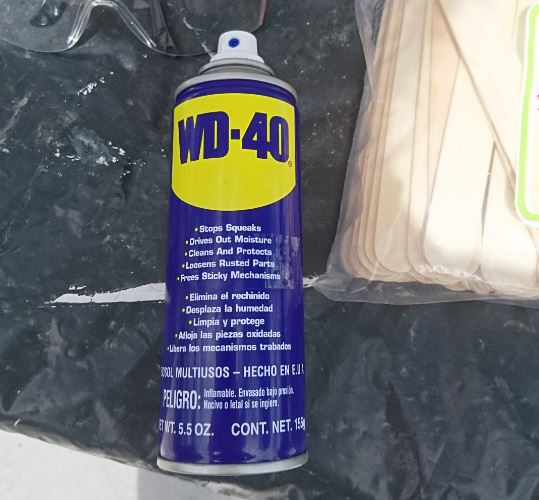 WD-40
®
•Stops Squeaks
•Drives Out Moisture
•Cleans And Protects
•Loosens Rusted Parts
•Frees Sticky Mechanisms
•Elimina el rechinido
•Desplaza la humedad
•Limpia y protege
•Afloja las piezas oxidadas
•Libera los mecanismos trabados
MULTIUSOS – HECHO EN E.U
PELIGRO: Inflamable. Envasado bajo presión.
Nocivo o letal si se ingiere.
WT. 5.5 OZ. CONT. NET. 155g